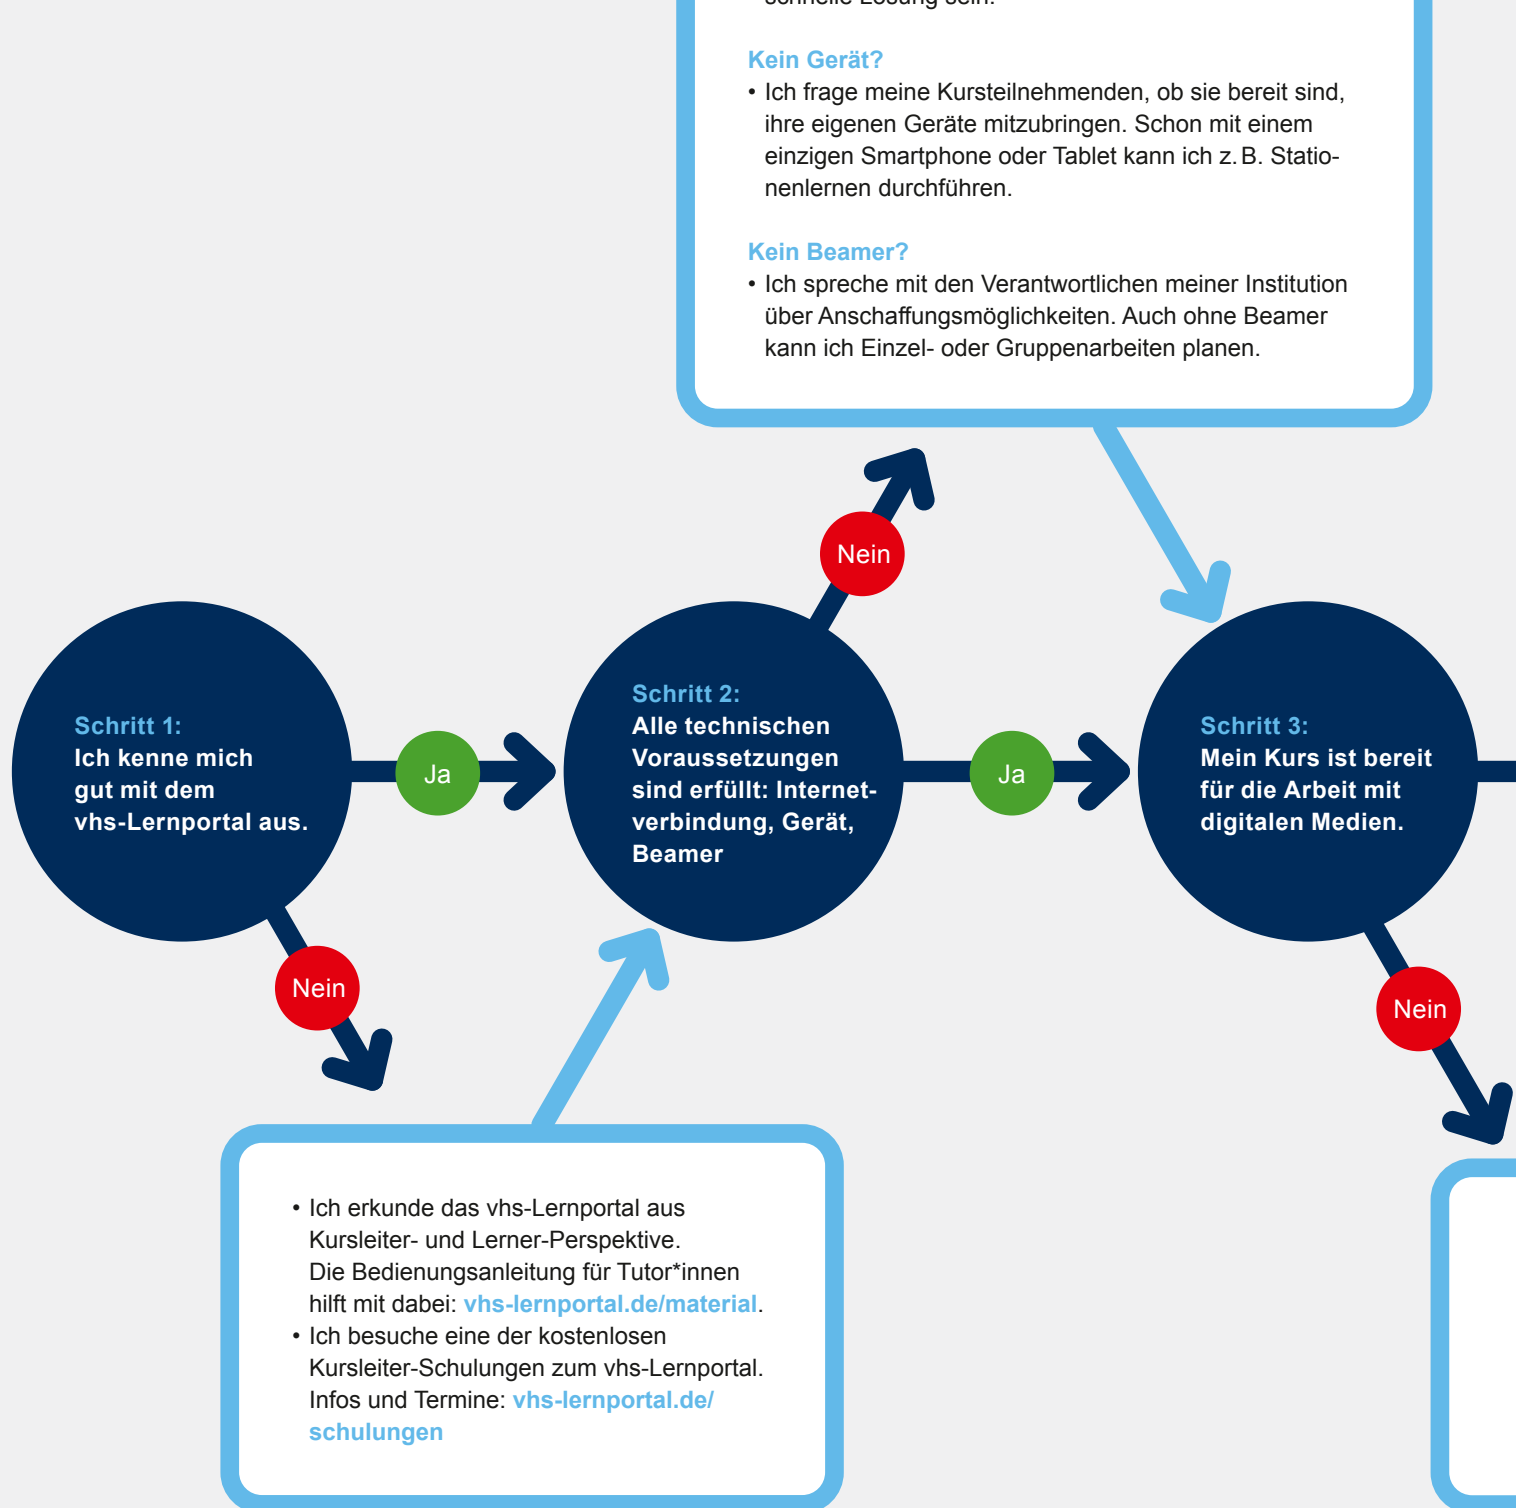 schnelle Lösung sein.
Kein Gerät?
• Ich frage meine Kursteilnehmenden, ob sie bereit sind,
ihre eigenen Geräte mitzubringen. Schon mit einem
einzigen Smartphone oder Tablet kann ich z. B. Statio-
nenlernen durchführen.
Kein Beamer?
• Ich spreche mit den Verantwortlichen meiner Institution
über Anschaffungsmöglichkeiten. Auch ohne Beamer
kann ich Einzel- oder Gruppenarbeiten planen.
Nein
Schritt 1:
Ich kenne mich
gut mit dem
vhs-Lernportal aus.
Ja
Schritt 2:
Alle technischen
Voraussetzungen
sind erfüllt: Internet-
verbindung, Gerät,
Beamer
Ja
Schritt 3:
Mein Kurs ist bereit
für die Arbeit mit
digitalen Medien.
Nein
Nein
• Ich erkunde das vhs-Lernportal aus
Kursleiter- und Lerner-Perspektive.
Die Bedienungsanleitung für Tutor*innen
hilft mit dabei: vhs-lernportal.de/material.
• Ich besuche eine der kostenlosen
Kursleiter-Schulungen zum vhs-Lernportal.
Infos und Termine: vhs-lernportal.de/
schulungen